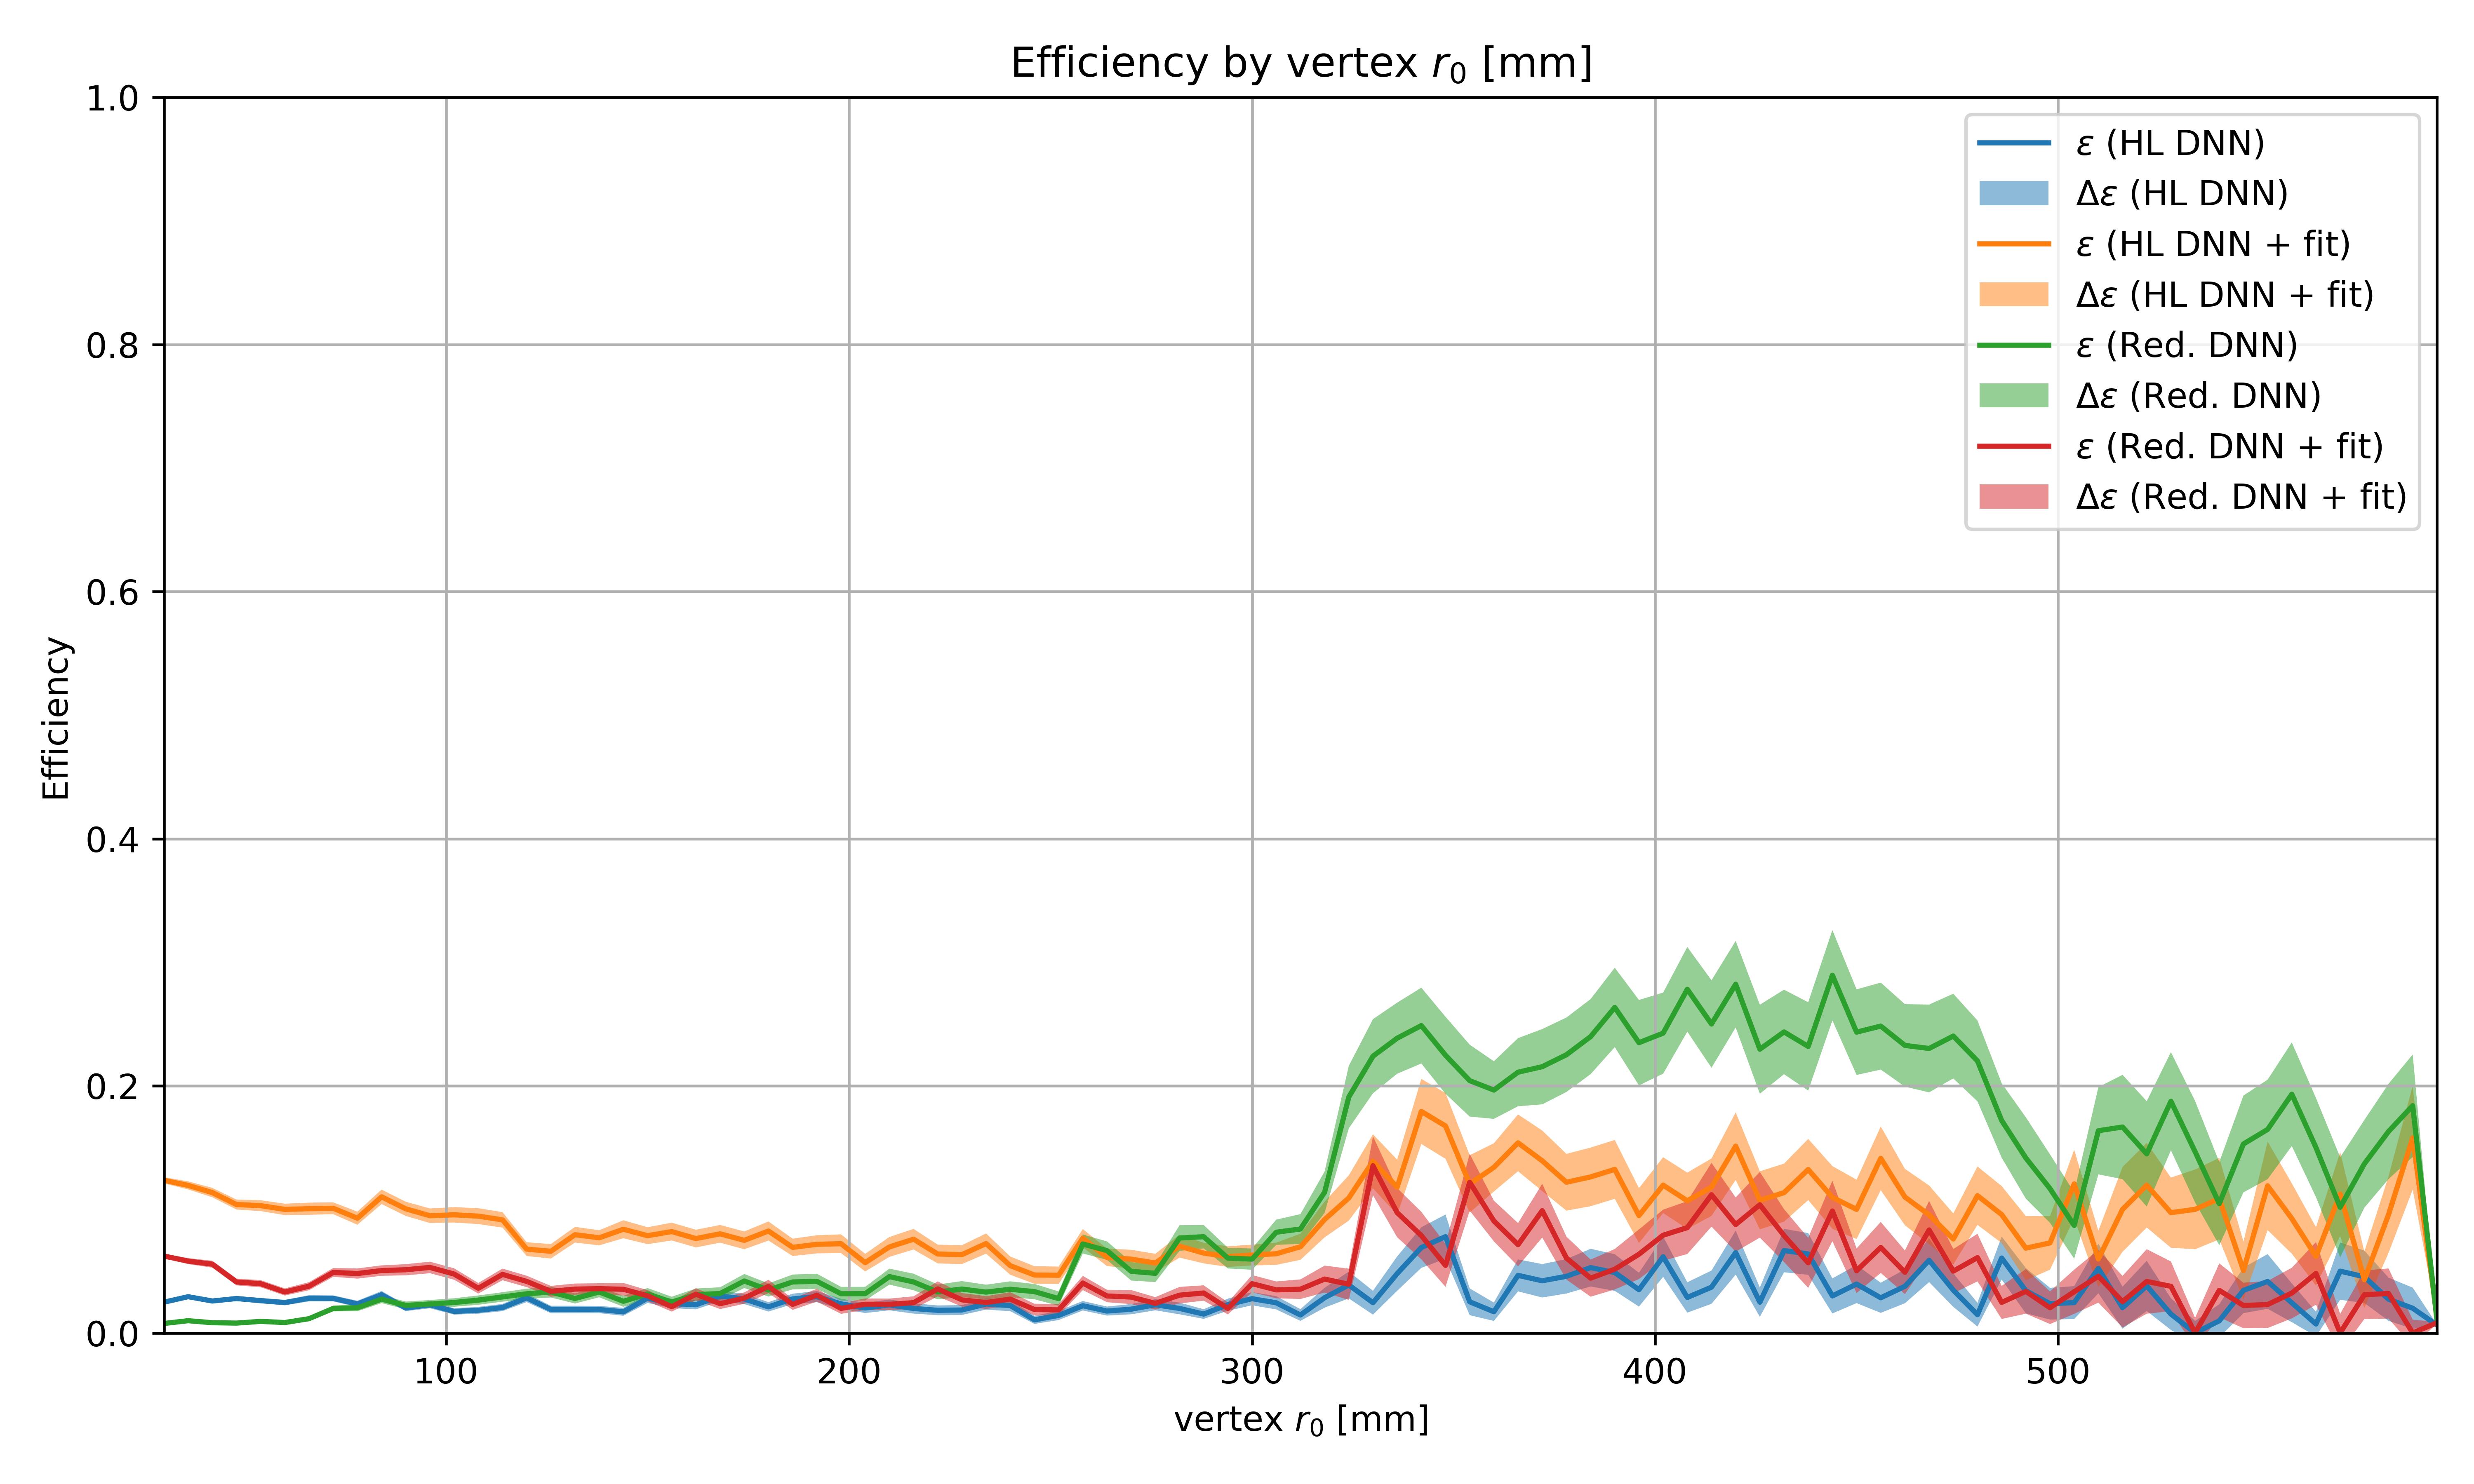 Efficiency by vertex r₀ [mm]
1.0
0.8
0.6
0.4
0.2
0.0
Efficiency
100
200
300
400
500
vertex r₀ [mm]
ε (HL DNN)
Δε (HL DNN)
ε (HL DNN + fit)
Δε (HL DNN + fit)
ε (Red. DNN)
Δε (Red. DNN)
ε (Red. DNN + fit)
Δε (Red. DNN + fit)